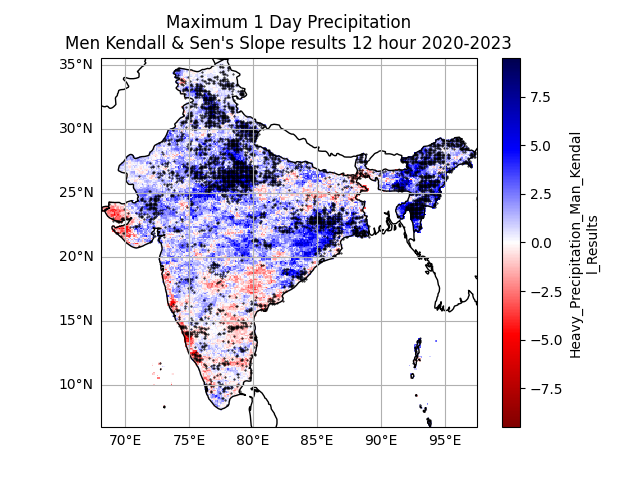 Maximum 1 Day Precipitation
Men Kendall & Sen's Slope results 12 hour 2020-2023
35°N
30°N
25°N
20°N
15°N
10°N
70°E 75°E 80°E 85°E 90°E 95°E
7.5
5.0
2.5
0.0
−2.5
−5.0
−7.5
Heavy_Precipitation_Man_Kendal
l_Results